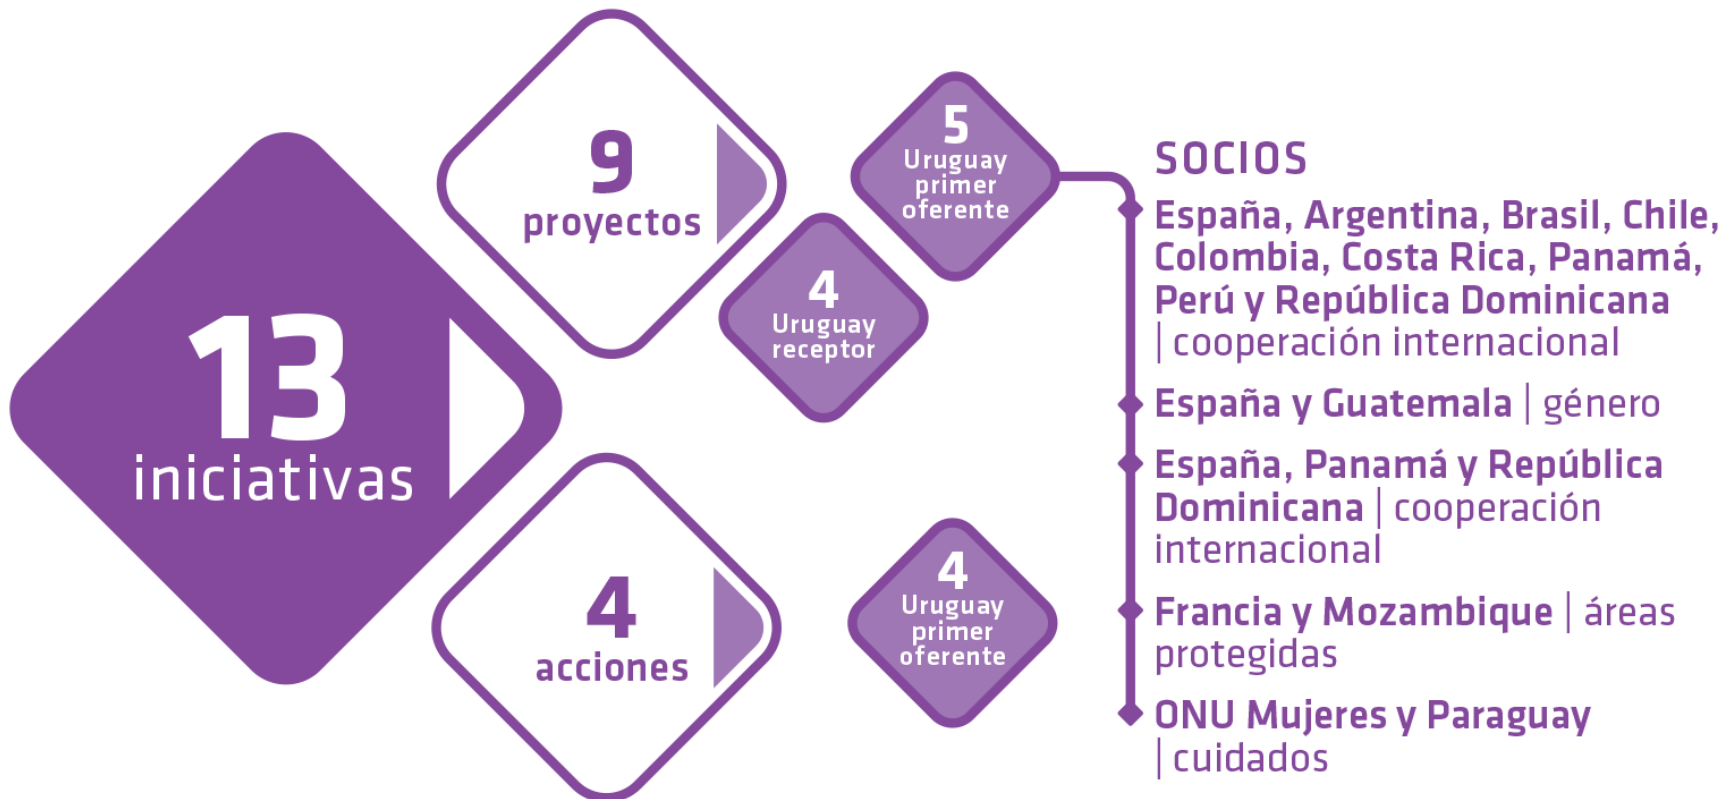 13
iniciativas
9
proyectos
5
Uruguay
primer
oferente
4
Uruguay
receptor
4
acciones
4
Uruguay
primer
oferente
SOCIOS
España, Argentina, Brasil, Chile,
Colombia, Costa Rica, Panamá,
Perú y República Dominicana
| cooperación internacional
España y Guatemala | género
España, Panamá y República
Dominicana | cooperación
internacional
Francia y Mozambique | áreas
protegidas
ONU Mujeres y Paraguay
| cuidados